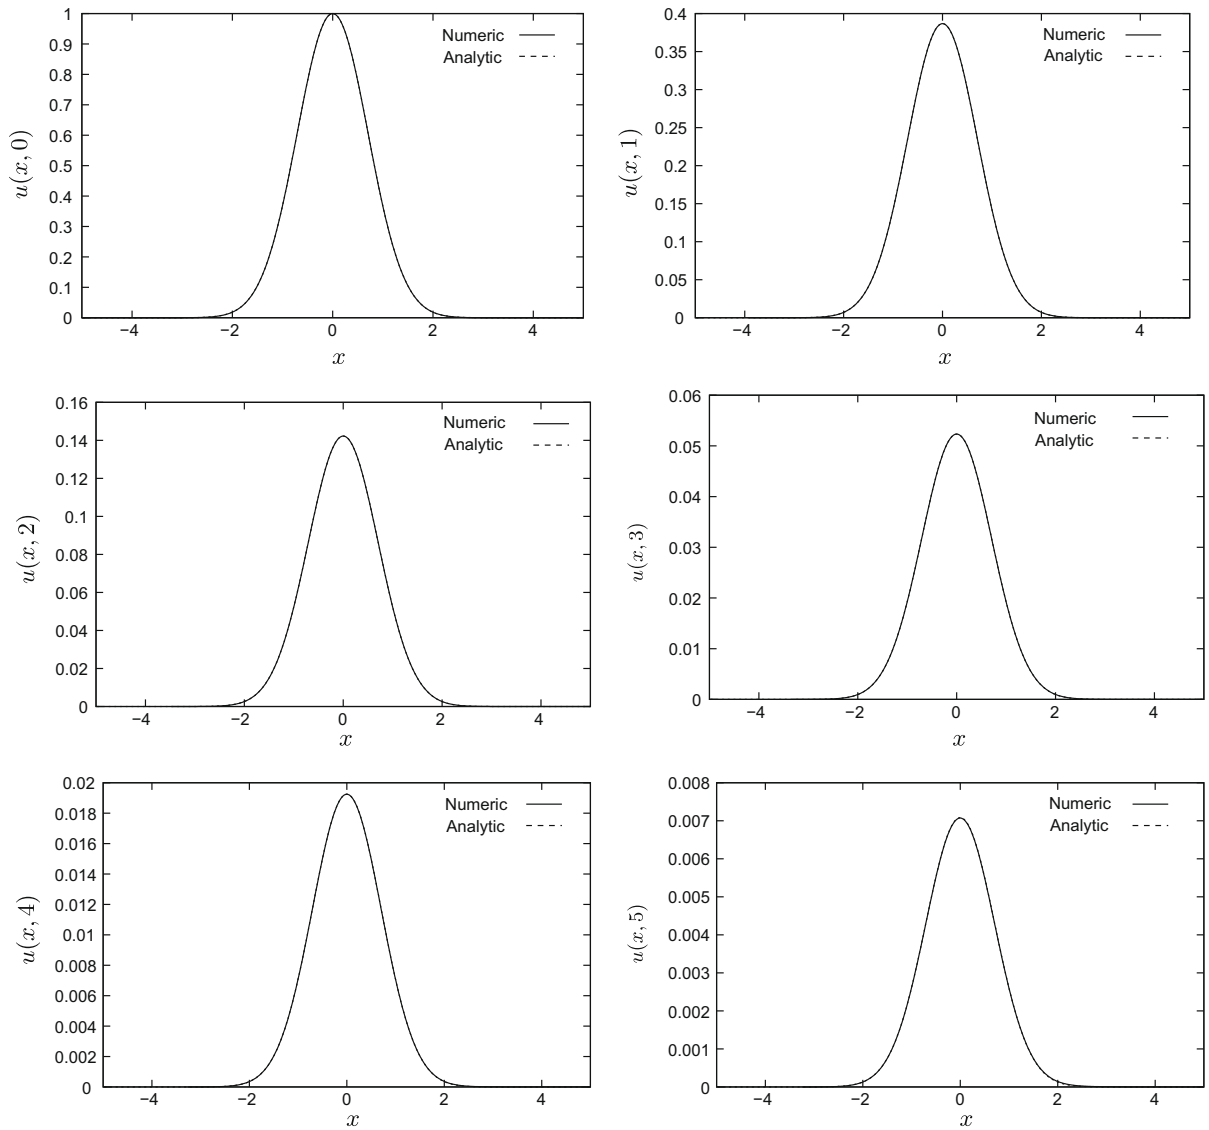 1
0.9
0.8
0.7
0.6
0.5
0.4
0.3
0.2
0.1
0
−4 −2 0 2 4
x
u(x, 0)
Numeric
Analytic
0.4
0.35
0.3
0.25
0.2
0.15
0.1
0.05
0
−4 −2 0 2 4
x
u(x, 1)
Numeric
Analytic
0.16
0.14
0.12
0.1
0.08
0.06
0.04
0.02
0
−4 −2 0 2 4
x
u(x, 2)
Numeric
Analytic
0.06
0.05
0.04
0.03
0.02
0.01
0
−4 −2 0 2 4
x
u(x, 3)
Numeric
Analytic
0.02
0.018
0.016
0.014
0.012
0.01
0.008
0.006
0.004
0.002
0
−4 −2 0 2 4
x
u(x, 4)
Numeric
Analytic
0.008
0.007
0.006
0.005
0.004
0.003
0.002
0.001
0
−4 −2 0 2 4
x
u(x, 5)
Numeric
Analytic